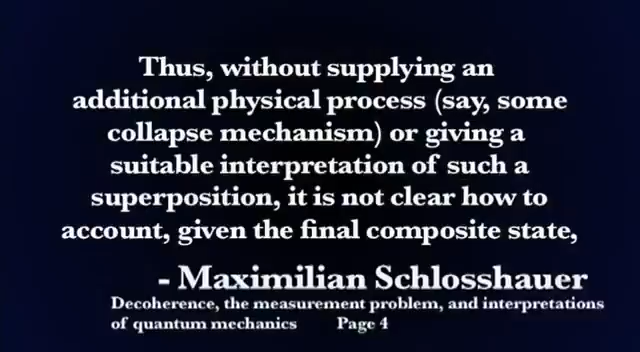 Thus, without supplying an
additional physical process (say, some
collapse mechanism) or giving a
suitable interpretation of such a
superposition, it is not clear how to
account, given the final composite state,
- Maximilian Schlosshauer
Decoherence, the measurement problem, and interpretations
of quantum mechanics Page 4